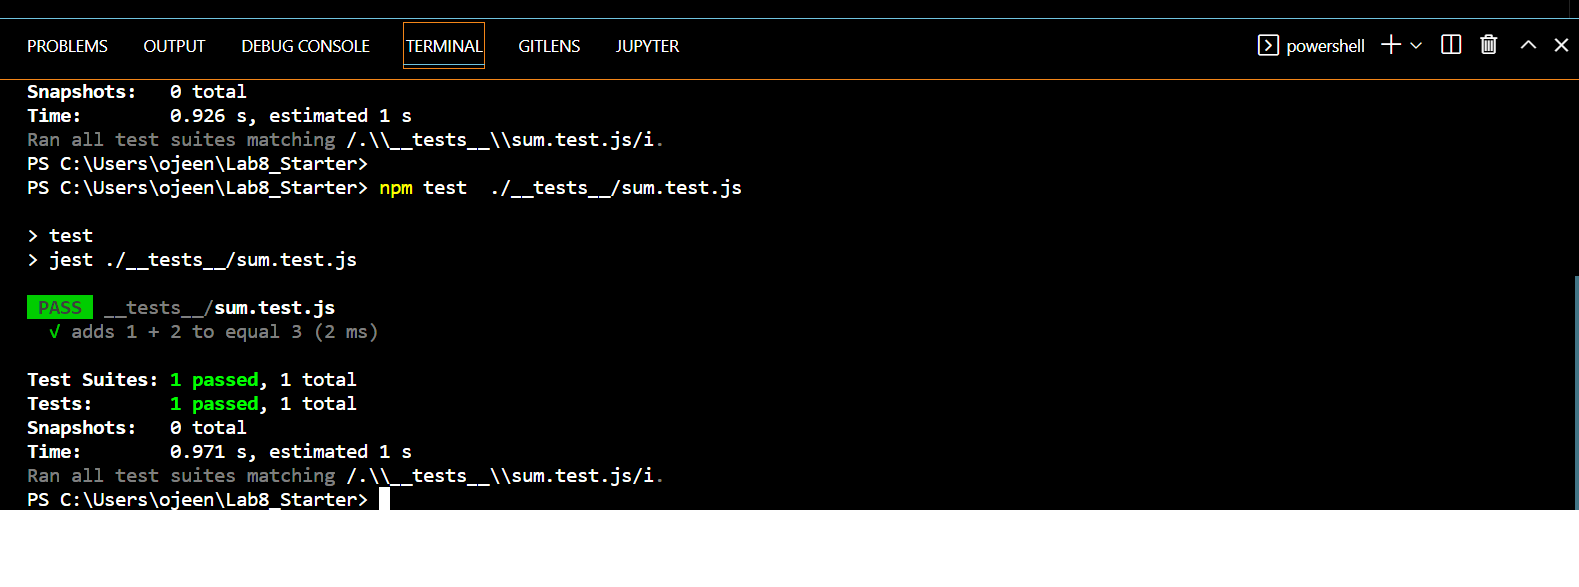 PROBLEMS OUTPUT DEBUG CONSOLE TERMINAL GITLENS JUPYTER powershell
Snapshots:   0 total
Time:        0.926 s, estimated 1 s
Ran all test suites matching /.\\__tests__\\sum.test.js/i.
PS C:\Users\ojeen\Lab8_Starter>
PS C:\Users\ojeen\Lab8_Starter> npm test  ./__tests__/sum.test.js
> test
> jest ./__tests__/sum.test.js
PASS __tests__/sum.test.js
√ adds 1 + 2 to equal 3 (2 ms)
Test Suites: 1 passed, 1 total
Tests:       1 passed, 1 total
Snapshots:   0 total
Time:        0.971 s, estimated 1 s
Ran all test suites matching /.\\__tests__\\sum.test.js/i.
PS C:\Users\ojeen\Lab8_Starter>